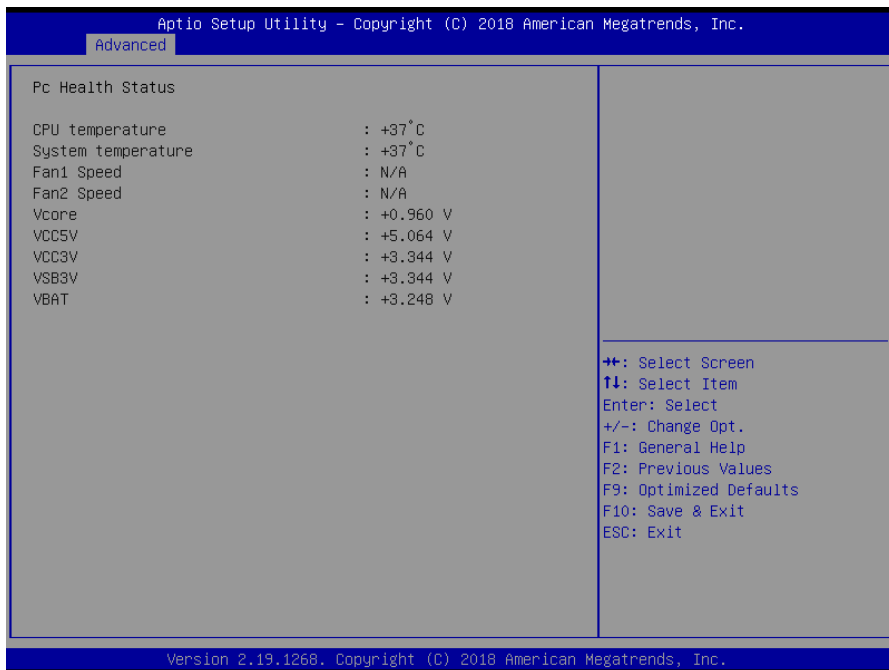 Aptio Setup Utility – Copyright (C) 2018 American Megatrends, Inc.
Advanced
Pc Health Status
CPU temperature : +37°C
System temperature : +37°C
Fan1 Speed : N/A
Fan2 Speed : N/A
Vcore : +0.960 V
VCC5V : +5.064 V
VCC3V : +3.344 V
VSB3V : +3.344 V
VBAT : +3.248 V
→←: Select Screen
↑↓: Select Item
Enter: Select
+/-: Change Opt.
F1: General Help
F2: Previous Values
F9: Optimized Defaults
F10: Save & Exit
ESC: Exit
Version 2.19.1268. Copyright (C) 2018 American Megatrends, Inc.